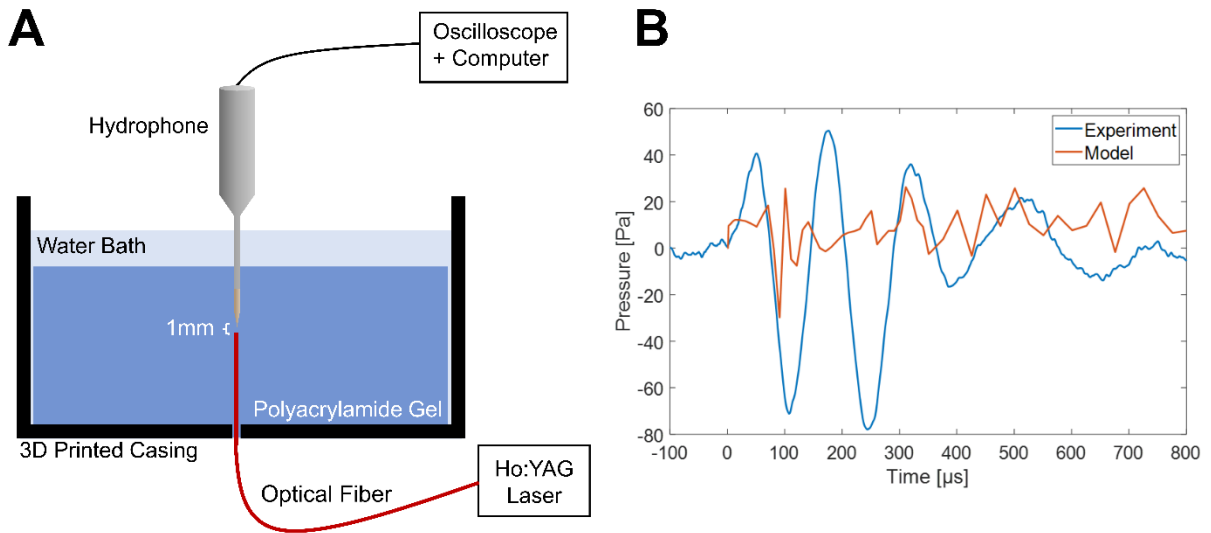 A
Oscilloscope
+ Computer
Hydrophone
Water Bath
1mm
Polyacrylamide Gel
3D Printed Casing
Optical Fiber
Ho:YAG
Laser
B
60
40
20
0
-20
-40
-60
-80
Pressure [Pa]
Experiment
Model
-100 0 100 200 300 400 500 600 700 800
Time [µs]